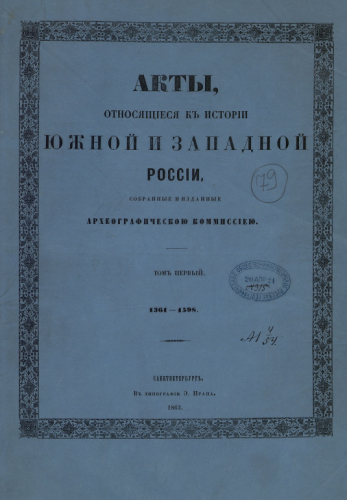 АКТЫ,
ОТНОСЯЩІЕСЯ КЪ ИСТОРІИ
ЮЖНОЙ И ЗАПАДНОЙ
РОССІИ,
СОБРАННЫЕ И ИЗДАННЫЕ
АРХЕОГРАФИЧЕСКОЮ КОММИССІЕЮ.
79
ТОМЪ ПЕРВЫЙ.
1361—1598.
САНКТПЕТЕРБУРГЪ.
ВЪ ТИПОГРАФІИ Э. ПРАЦА.
1863.